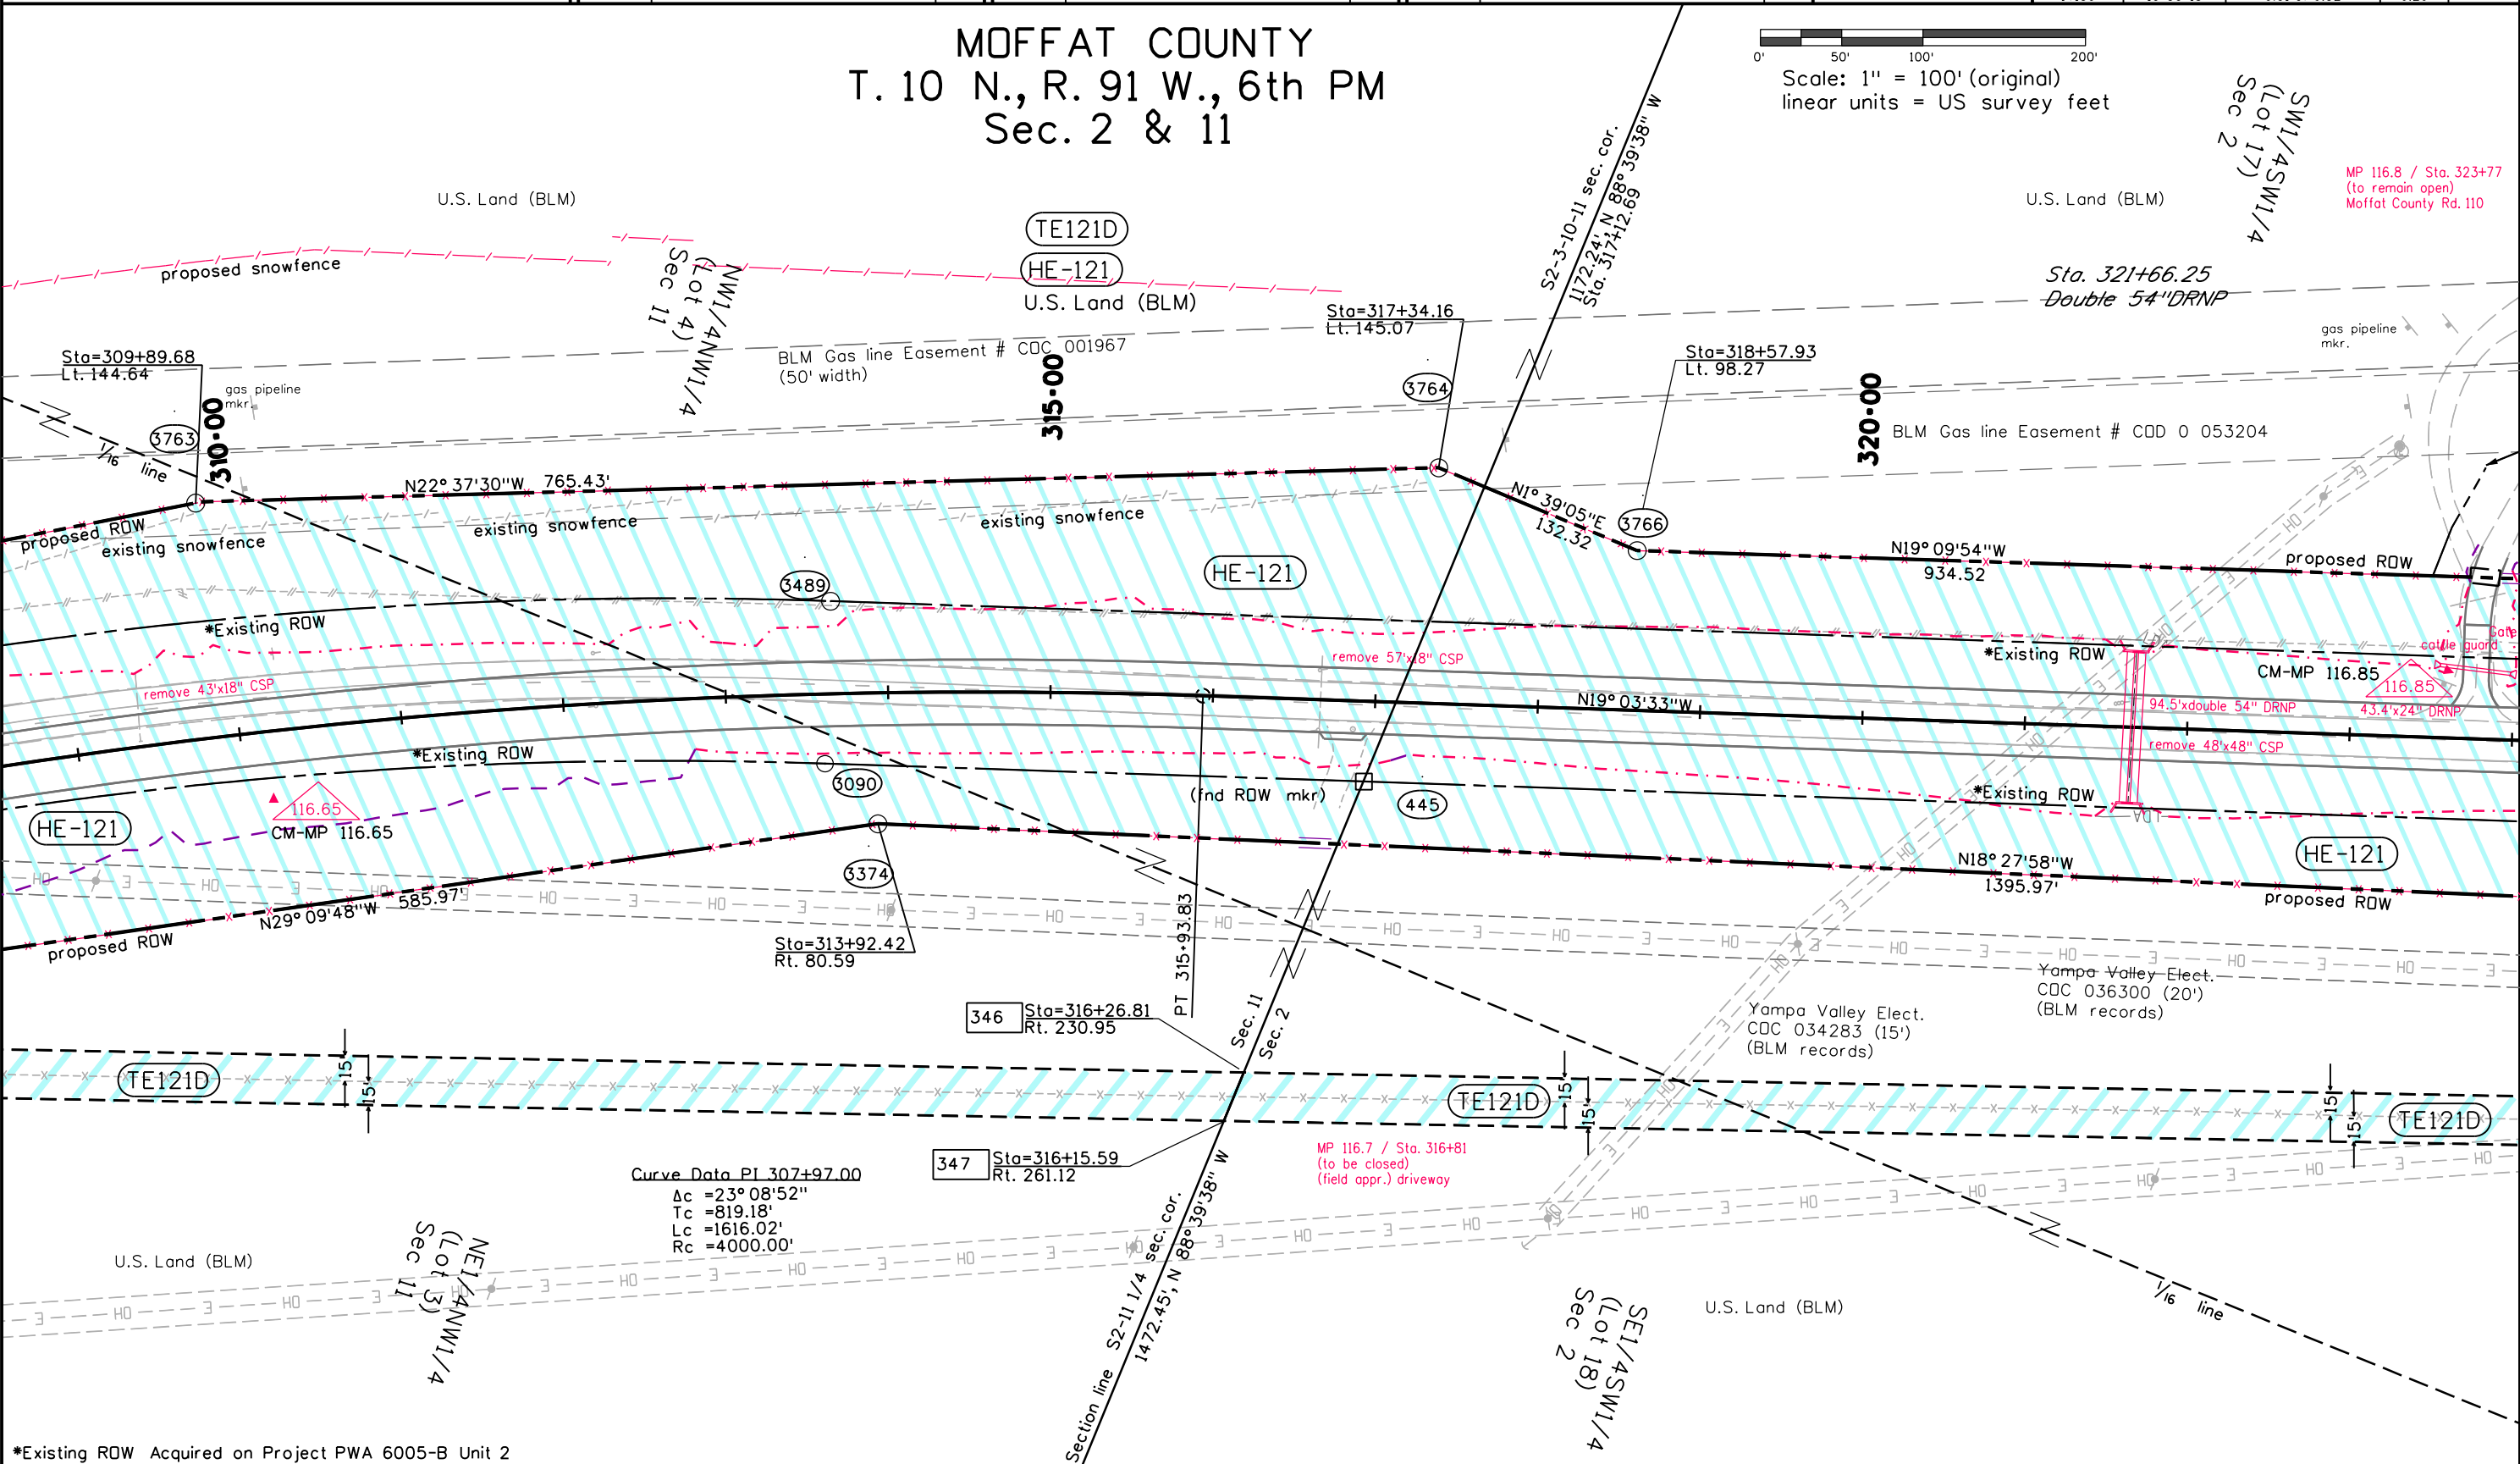 MOFFAT COUNTY
T. 10 N., R. 91 W., 6th PM
Sec. 2 & 11
0' 50' 100' 200'
Scale: 1" = 100' (original)
linear units = US survey feet
SW1/4SW1/4
(Lot 17)
Sec 2
MP 116.8 / Sta. 323+77
(to remain open)
Moffat County Rd. 110
U.S. Land (BLM)
U.S. Land (BLM)
TE121D
HE-121
U.S. Land (BLM)
S2-3-10-11 sec. cor.
1172.24', N 88°39'38" W
Sta. 317+12.69
proposed snowfence
NW1/4NW1/4
(Lot 4)
Sec 11
Sta. 321+66.25
Double 54"DRNP
Sta=317+34.16
Lt. 145.07
gas pipeline
mkr.
Sta=309+89.68
Lt. 144.64
BLM Gas line Easement # COC 001967
(50' width)
315+00
Sta=318+57.93
Lt. 98.27
gas pipeline
mkr.
3763
310+00
3764
320+00
BLM Gas line Easement # COD 0 053204
1/16 line
N22°37'30"W 765.43'
N1°39'05"E
132.32
3766
proposed ROW
existing snowfence
existing snowfence
existing snowfence
N19°09'54"W
934.52
proposed ROW
HE-121
3489
*Existing ROW
*Existing ROW
remove 57'x18" CSP
Gate
cattle guard
CM-MP 116.85
116.85
remove 43'x18" CSP
N19°03'33"W
94.5'xdouble 54" DRNP
43.4'x24" DRNP
remove 48'x48" CSP
*Existing ROW
3090
(fnd ROW mkr)
445
*Existing ROW
116.65
CM-MP 116.65
HE-121
HE-121
3374
N18°27'58"W
1395.97'
proposed ROW
N29°09'48"W 585.97'
proposed ROW
Sta=313+92.42
Rt. 80.59
PT 315+93.83
Yampa Valley Elect.
COC 036300 (20')
(BLM records)
346
Sta=316+26.81
Rt. 230.95
Sec. 11
Sec. 2
Yampa Valley Elect.
COC 034283 (15')
(BLM records)
TE121D
15'
15'
TE121D
15'
15'
15'
15'
TE121D
MP 116.7 / Sta. 316+81
(to be closed)
(field appr.) driveway
347
Sta=316+15.59
Rt. 261.12
Curve Data PI 307+97.00
Δc =23°08'52"
Tc =819.18'
Lc =1616.02'
Rc =4000.00'
U.S. Land (BLM)
NE1/4NW1/4
(Lot 3)
Sec 11
Section line S2-11 1/4 sec. cor.
1472.45', N 88°39'38" W
SE1/4SW1/4
(Lot 18)
Sec 2
U.S. Land (BLM)
1/16 line
*Existing ROW Acquired on Project PWA 6005-B Unit 2